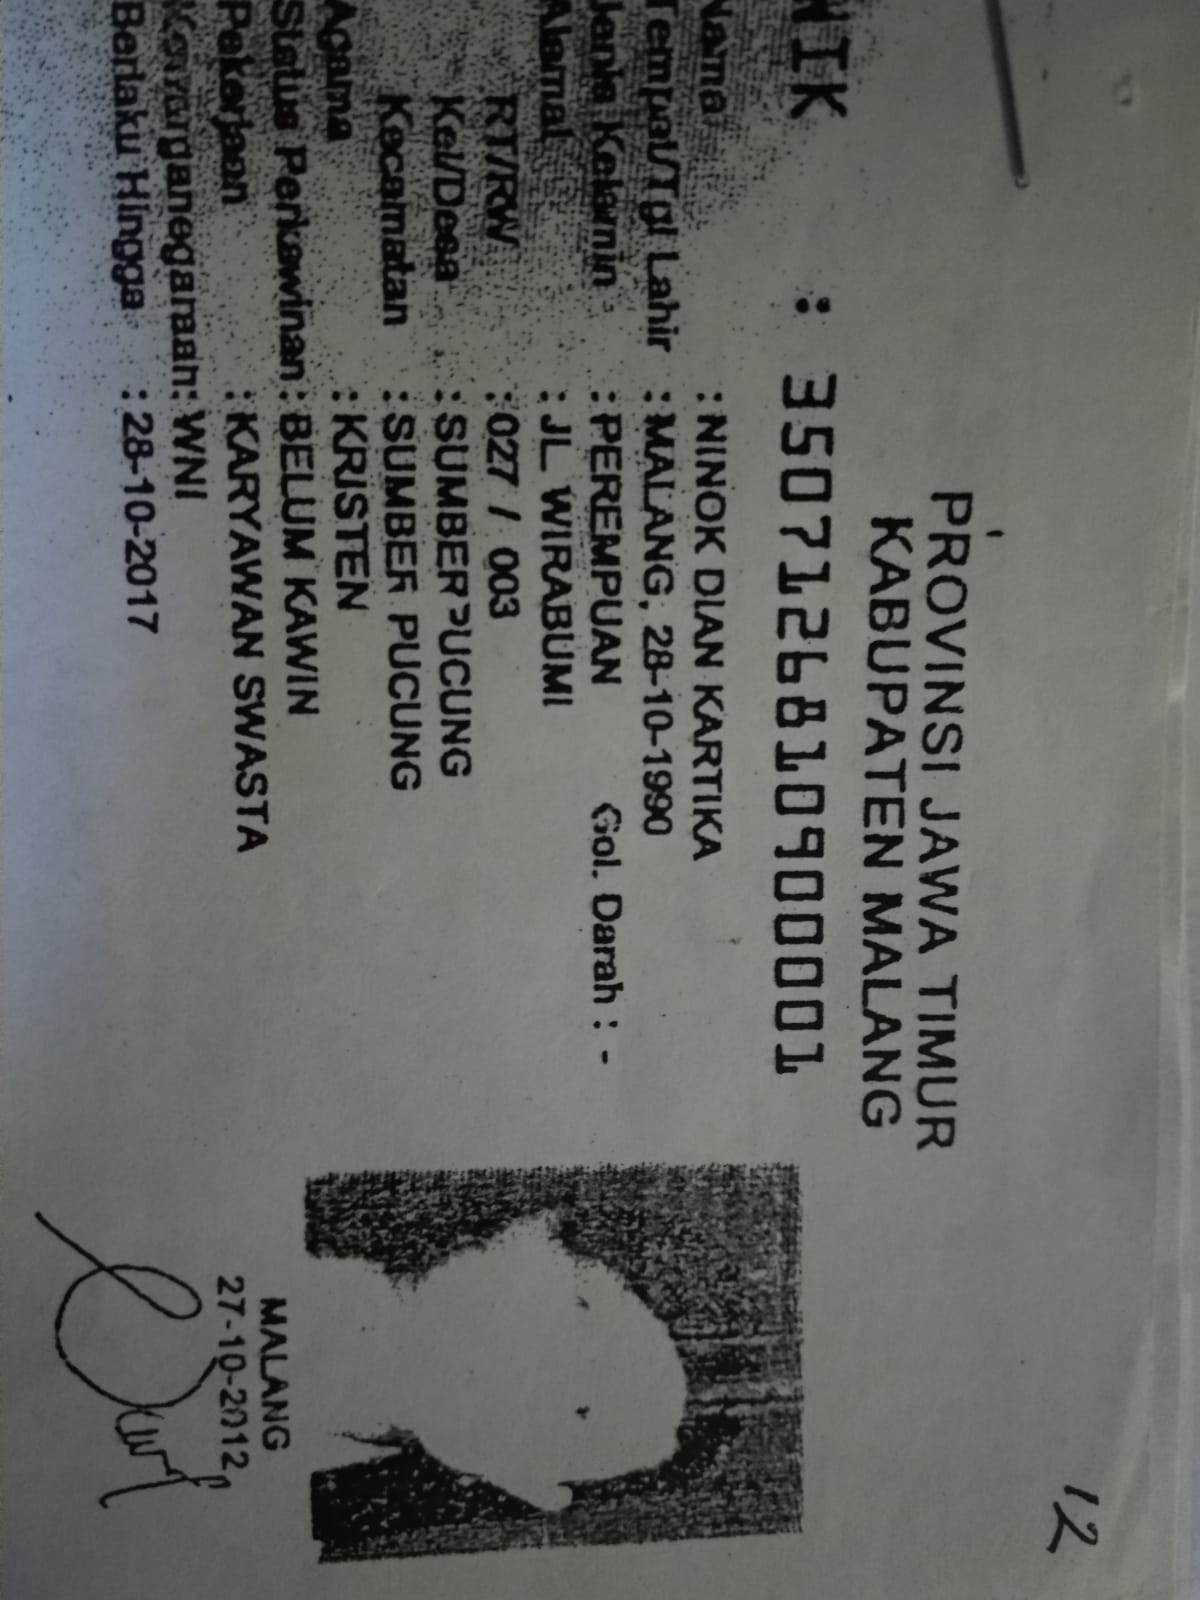 12
PROVINSI JAWA TIMUR
KABUPATEN MALANG
NIK : 3507126810900001
Nama : NINOK DIAN KARTIKA
Tempat/Tgl Lahir : MALANG, 28-10-1990
Jenis Kelamin : PEREMPUAN Gol. Darah : -
Alamat : JL. WIRABUMI
RT/RW : 027 / 003
Kel/Desa : SUMBERPUCUNG
Kecamatan : SUMBER PUCUNG
Agama : KRISTEN
Status Perkawinan : BELUM KAWIN
Pekerjaan : KARYAWAN SWASTA
Kewarganegaraan: WNI
Berlaku Hingga : 28-10-2017
MALANG
27-10-2012